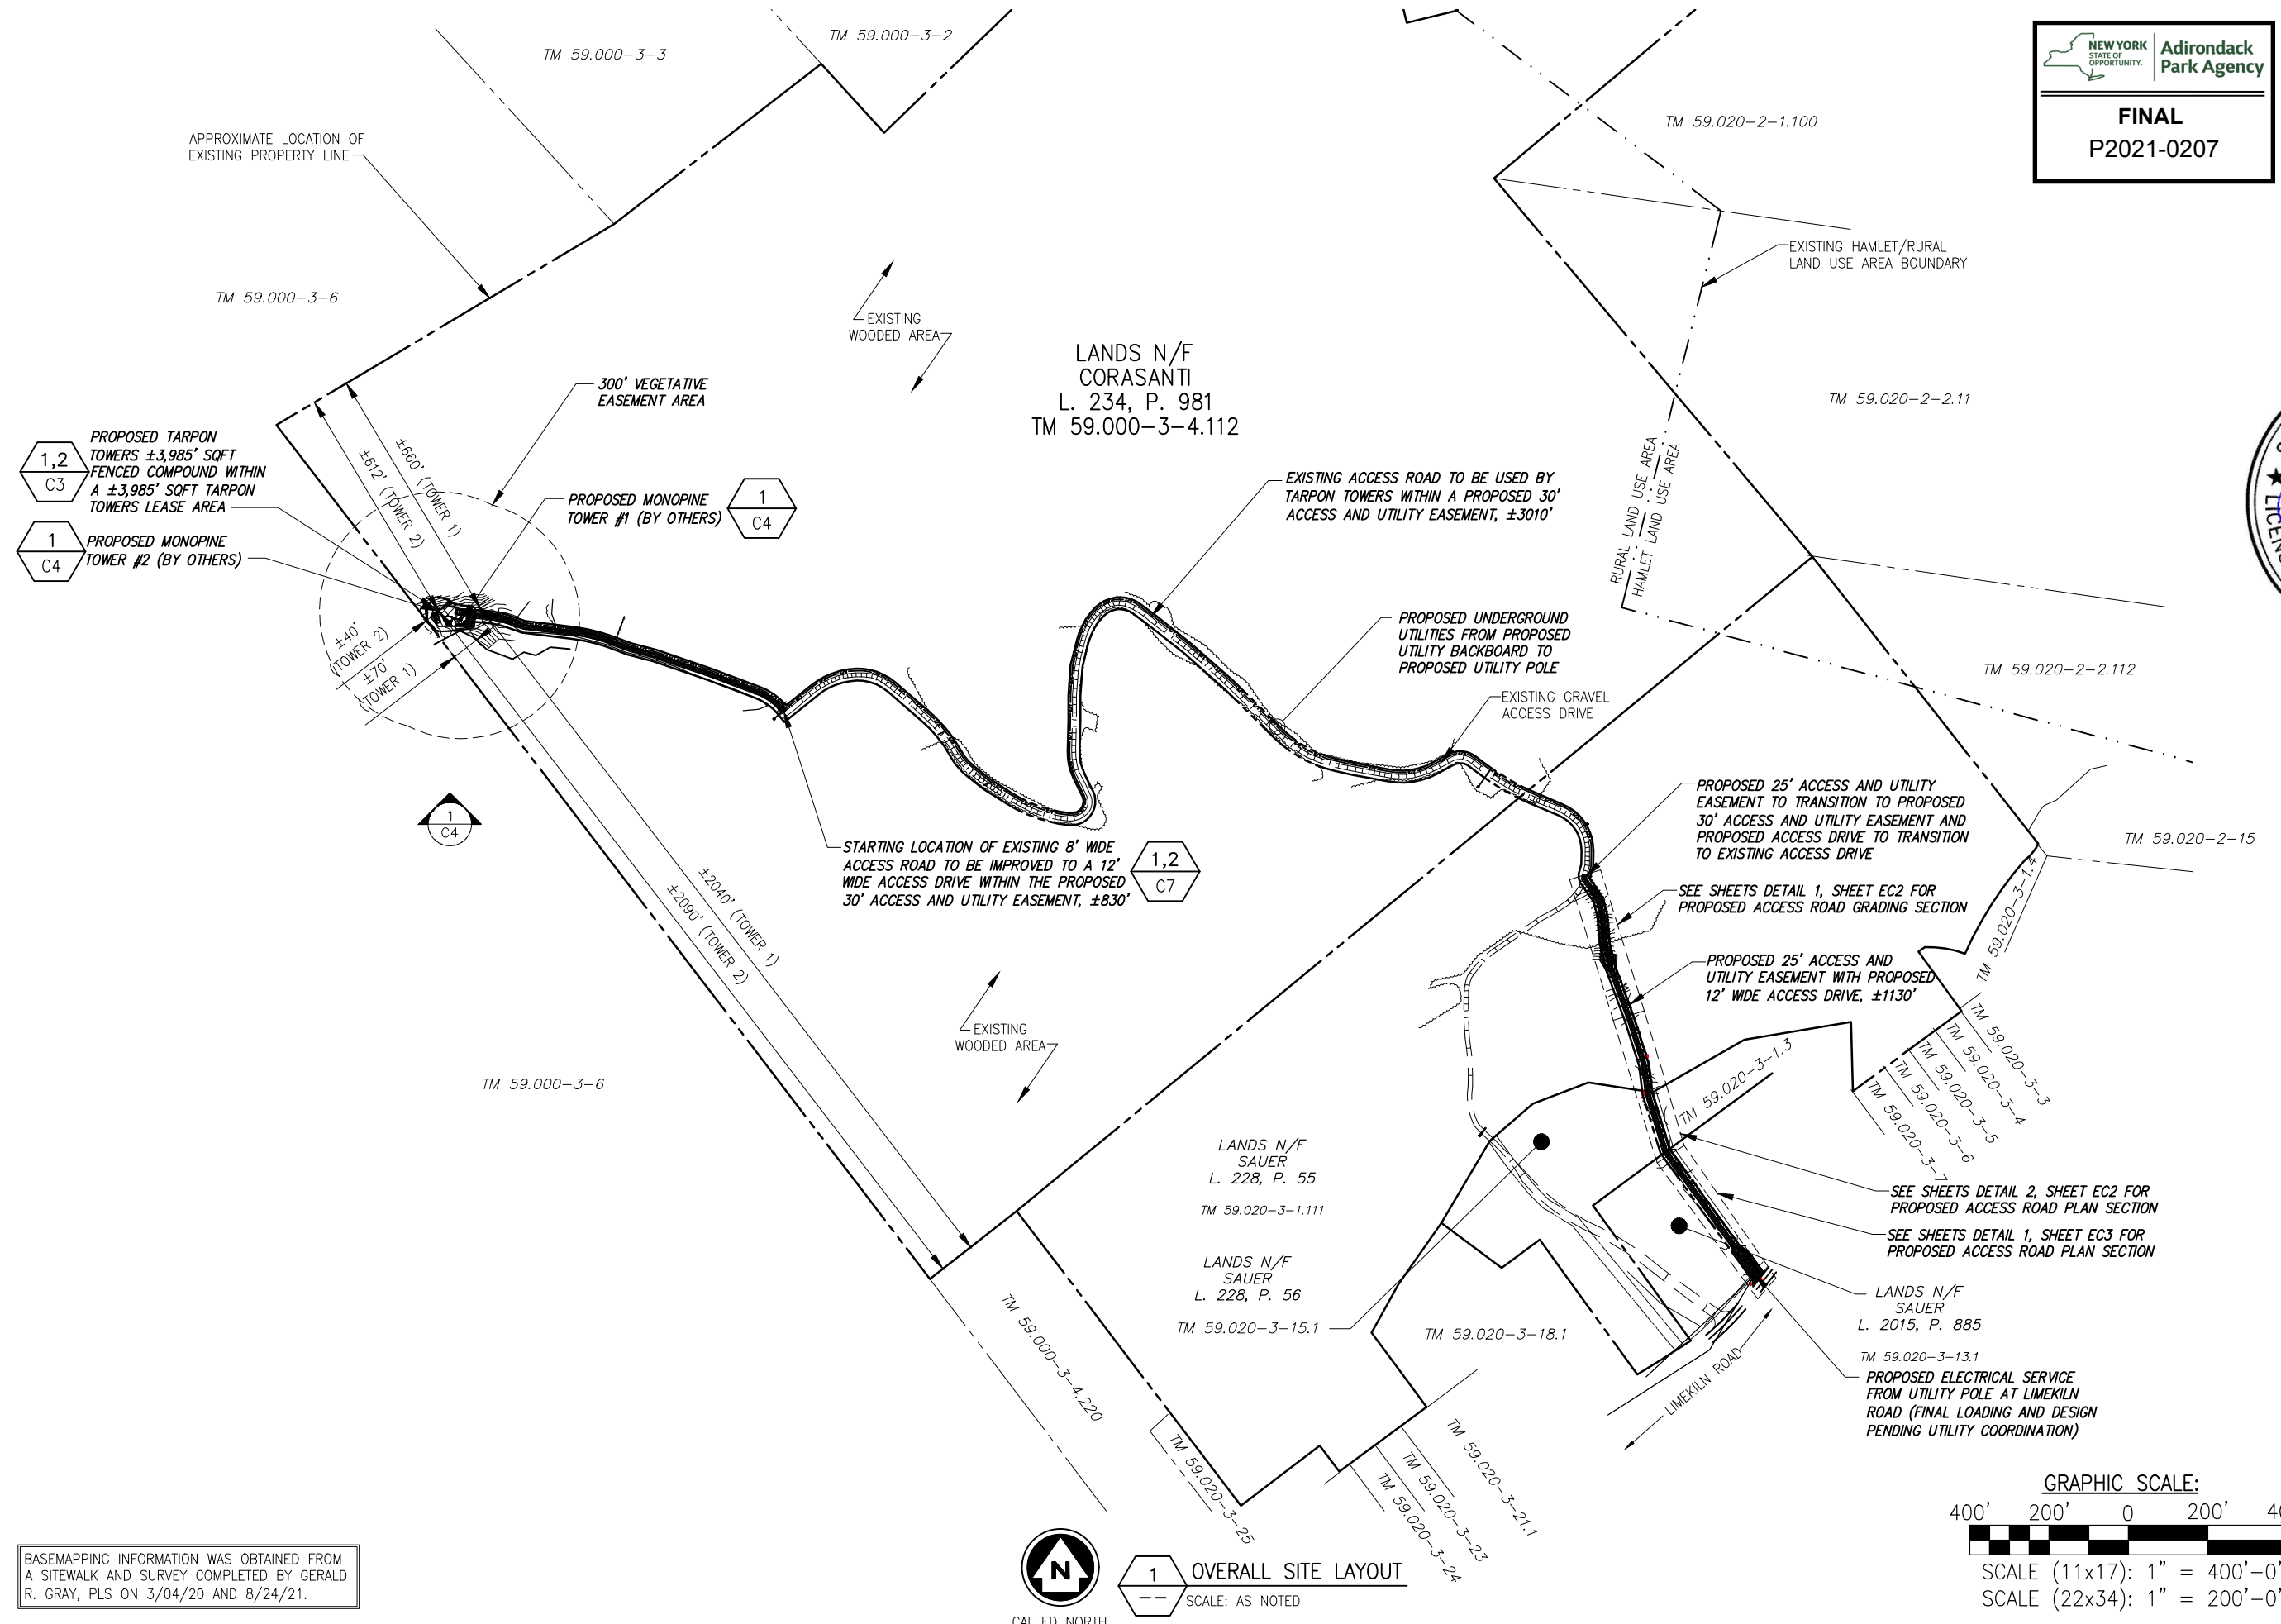 TM 59.000-3-3
TM 59.000-3-2
NEW YORK
STATE OF
OPPORTUNITY.
Adirondack
Park Agency
FINAL
P2021-0207
TM 59.020-2-1.100
APPROXIMATE LOCATION OF
EXISTING PROPERTY LINE
EXISTING HAMLET/RURAL
LAND USE AREA BOUNDARY
TM 59.000-3-6
EXISTING
WOODED AREA
LANDS N/F
CORASANTI
L. 234, P. 981
TM 59.000-3-4.112
300' VEGETATIVE
EASEMENT AREA
TM 59.020-2-2.11
1,2
C3
PROPOSED TARPON
TOWERS ±3,985' SQFT
FENCED COMPOUND WITHIN
A ±3,985' SQFT TARPON
TOWERS LEASE AREA
±660' (TOWER 1)
±612' (TOWER 2)
PROPOSED MONOPINE
TOWER #1 (BY OTHERS)
1
C4
1
C4
PROPOSED MONOPINE
TOWER #2 (BY OTHERS)
EXISTING ACCESS ROAD TO BE USED BY
TARPON TOWERS WITHIN A PROPOSED 30'
ACCESS AND UTILITY EASEMENT, ±3010'
RURAL LAND USE AREA
HAMLET LAND USE AREA
PROPOSED UNDERGROUND
UTILITIES FROM PROPOSED
UTILITY BACKBOARD TO
PROPOSED UTILITY POLE
±40'
(TOWER 2)
±70'
(TOWER 1)
EXISTING GRAVEL
ACCESS DRIVE
TM 59.020-2-2.112
1
C4
STARTING LOCATION OF EXISTING 8' WIDE
ACCESS ROAD TO BE IMPROVED TO A 12'
WIDE ACCESS DRIVE WITHIN THE PROPOSED
30' ACCESS AND UTILITY EASEMENT, ±830'
1,2
C7
PROPOSED 25' ACCESS AND UTILITY
EASEMENT TO TRANSITION TO PROPOSED
30' ACCESS AND UTILITY EASEMENT AND
PROPOSED ACCESS DRIVE TO TRANSITION
TO EXISTING ACCESS DRIVE
TM 59.020-2-15
SEE SHEETS DETAIL 1, SHEET EC2 FOR
PROPOSED ACCESS ROAD GRADING SECTION
TM 59.020-3-1.4
±2040' (TOWER 1)
±2090' (TOWER 2)
PROPOSED 25' ACCESS AND
UTILITY EASEMENT WITH PROPOSED
12' WIDE ACCESS DRIVE, ±1130'
EXISTING
WOODED AREA
TM 59.000-3-6
TM 59.020-3-1.3
TM 59.020-3-3
TM 59.020-3-4
TM 59.020-3-5
TM 59.020-3-6
TM 59.020-3-7
LANDS N/F
SAUER
L. 228, P. 55
TM 59.020-3-1.111
SEE SHEETS DETAIL 2, SHEET EC2 FOR
PROPOSED ACCESS ROAD PLAN SECTION
SEE SHEETS DETAIL 1, SHEET EC3 FOR
PROPOSED ACCESS ROAD PLAN SECTION
LANDS N/F
SAUER
L. 228, P. 56
TM 59.020-3-15.1
TM 59.020-3-18.1
LANDS N/F
SAUER
L. 2015, P. 885
TM 59.020-3-13.1
PROPOSED ELECTRICAL SERVICE
FROM UTILITY POLE AT LIMEKILN
ROAD (FINAL LOADING AND DESIGN
PENDING UTILITY COORDINATION)
LIMEKILN ROAD
TM 59.000-3-4.220
TM 59.020-3-25
TM 59.020-3-21.1
TM 59.020-3-23
TM 59.020-3-24
GRAPHIC SCALE:
400' 200' 0 200'
SCALE (11x17): 1" = 400'-0"
SCALE (22x34): 1" = 200'-0"
BASEMAPPING INFORMATION WAS OBTAINED FROM
A SITEWALK AND SURVEY COMPLETED BY GERALD
R. GRAY, PLS ON 3/04/20 AND 8/24/21.
N
CALLED NORTH
1
--
OVERALL SITE LAYOUT
SCALE: AS NOTED